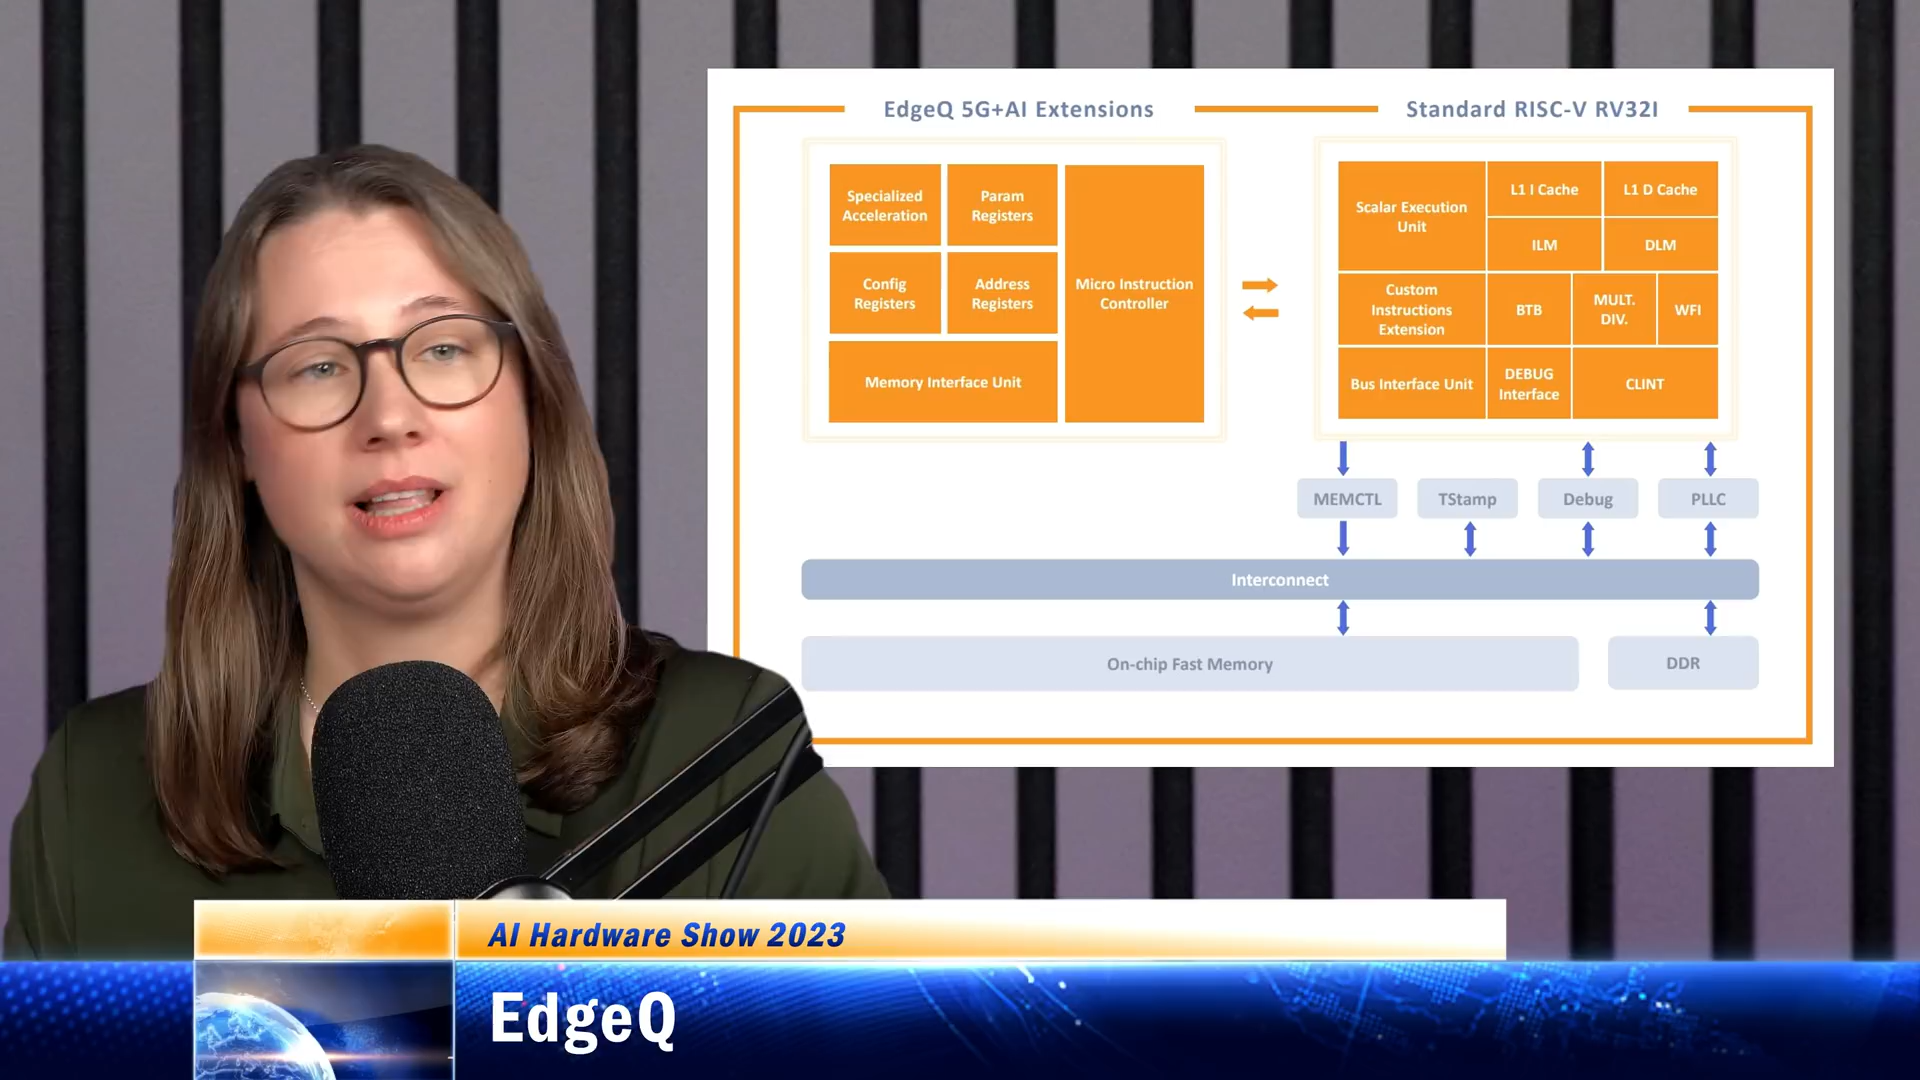 EdgeQ 5G+AI Extensions
Standard RISC-V RV32I
Specialized
Acceleration
Param
Registers
Config
Registers
Address
Registers
Micro Instruction
Controller
Memory Interface Unit
Scalar Execution
Unit
L1 I Cache
L1 D Cache
ILM
DLM
Custom
Instructions
Extension
BTB
MULT.
DIV.
WFI
Bus Interface Unit
DEBUG
Interface
CLINT
MEMCTL
TStamp
Debug
PLLC
Interconnect
On-chip Fast Memory
DDR
AI Hardware Show 2023
EdgeQ